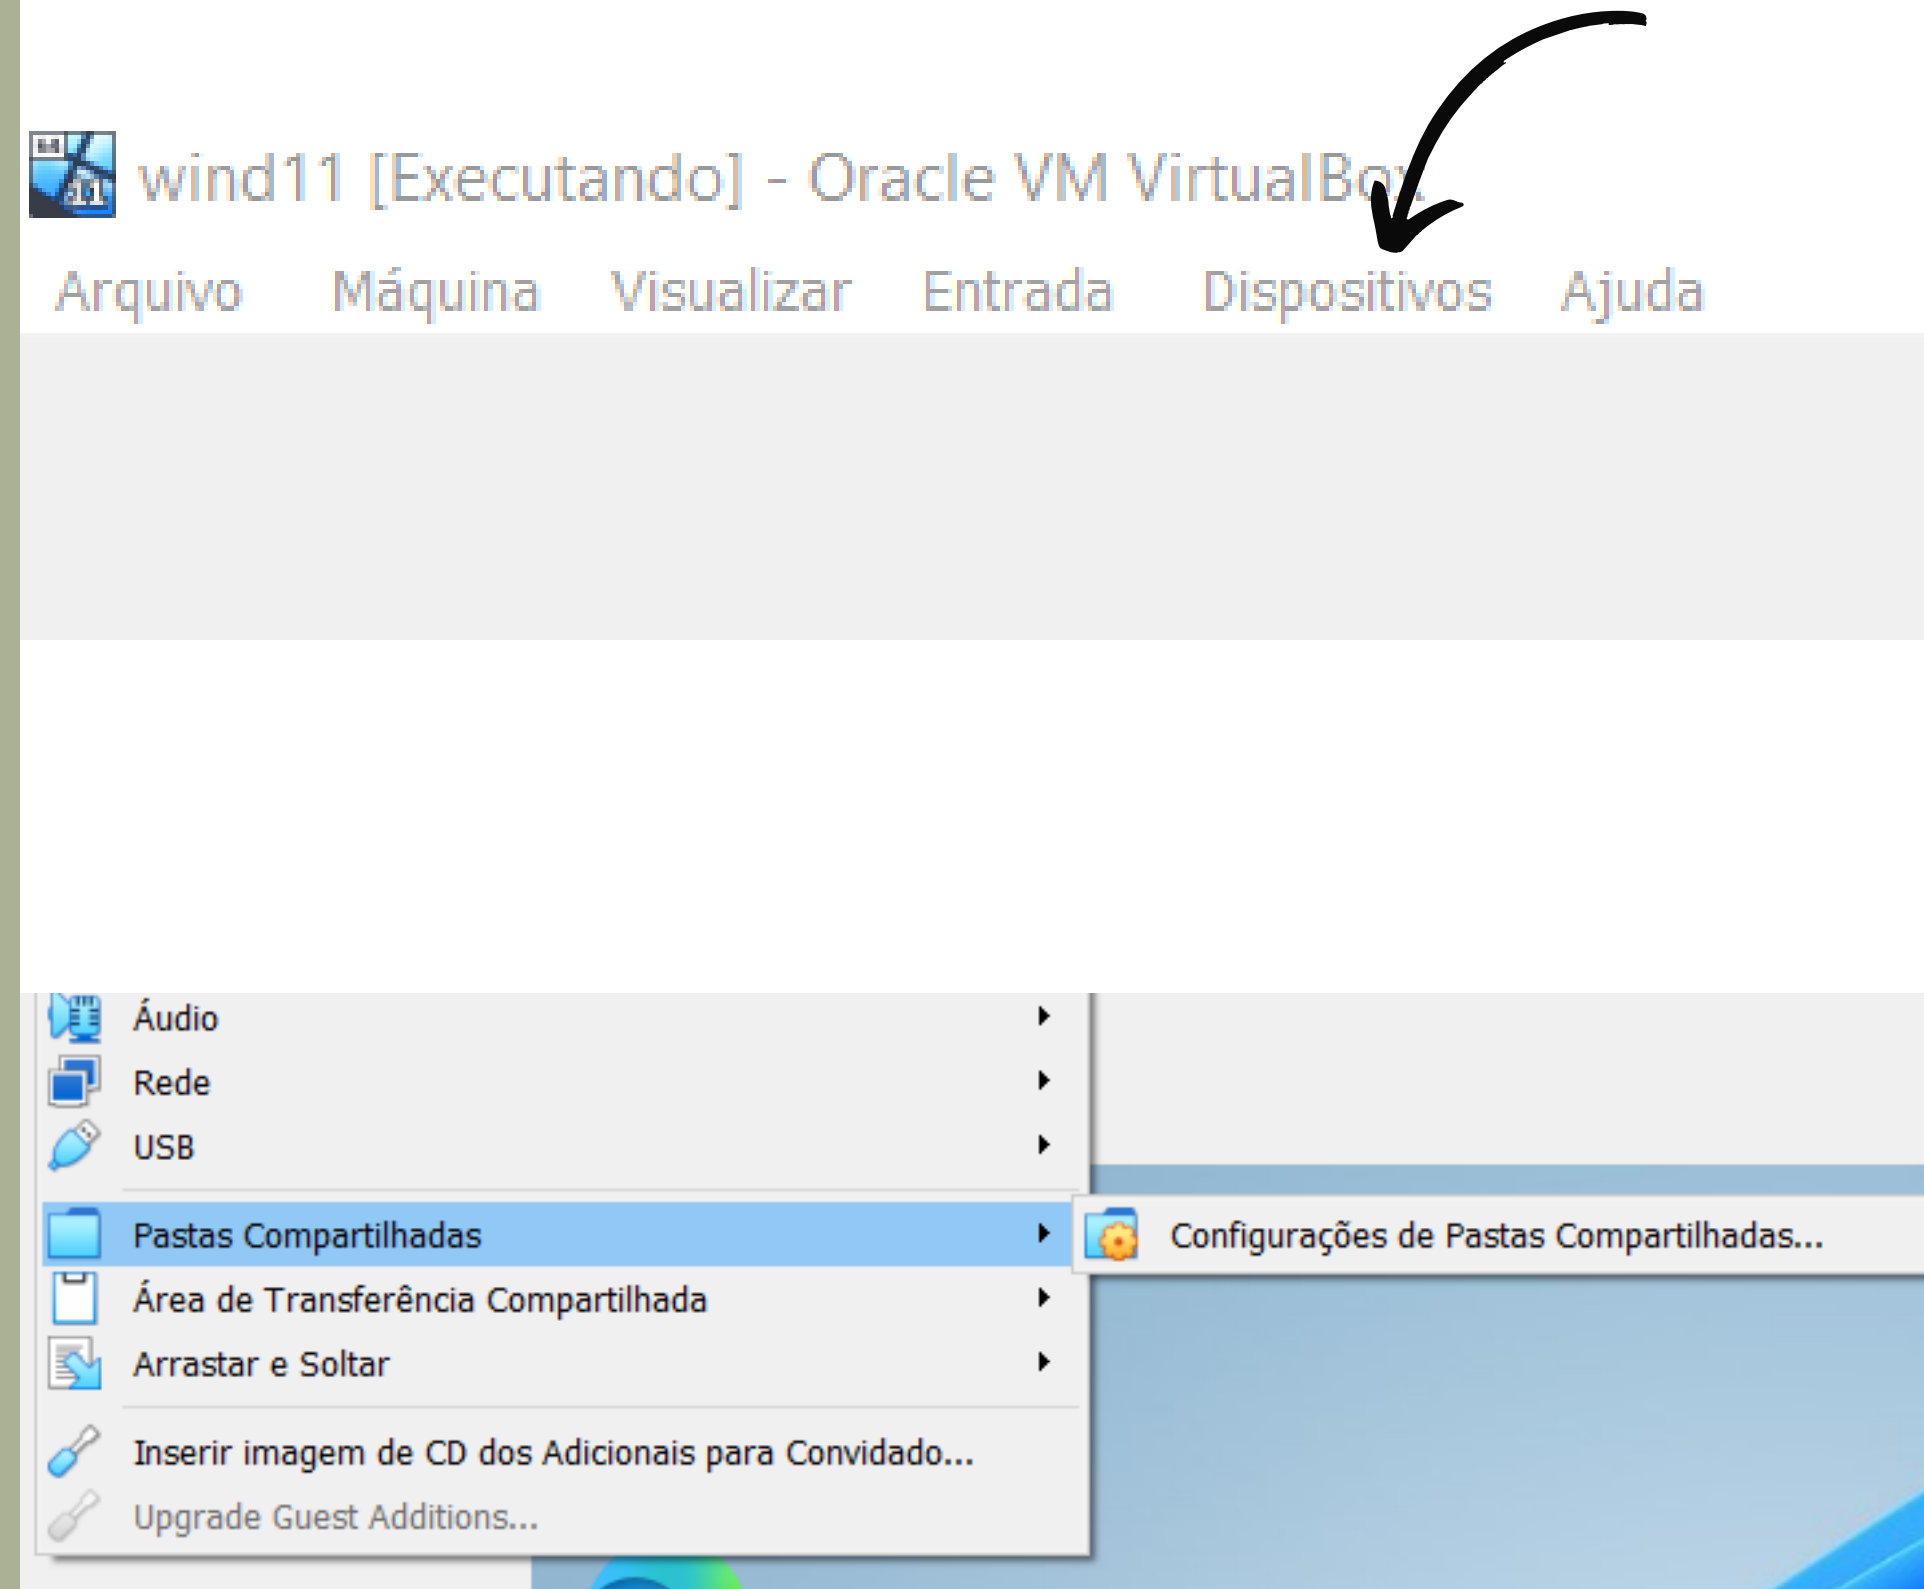 wind11 [Executando] - Oracle VM VirtualBox
Arquivo Máquina Visualizar Entrada Dispositivos Ajuda
Áudio
Rede
USB
Pastas Compartilhadas
Configurações de Pastas Compartilhadas...
Área de Transferência Compartilhada
Arrastar e Soltar
Inserir imagem de CD dos Adicionais para Convidado...
Upgrade Guest Additions...